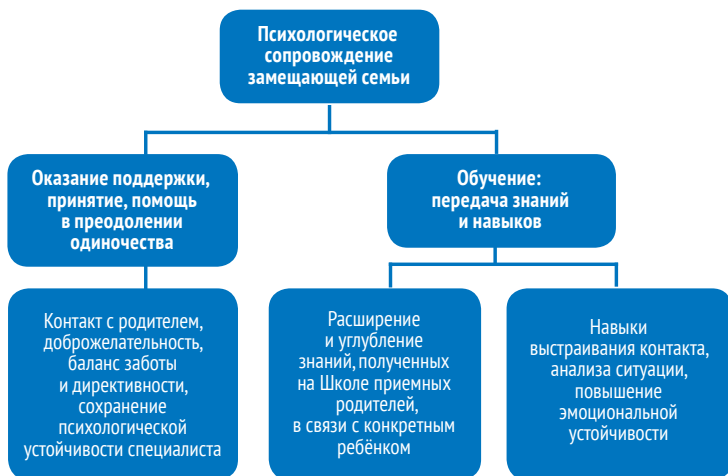 Психологическое
сопровождение
замещающей семьи
Оказание поддержки,
принятие, помощь
в преодолении
одиночества
Обучение:
передача знаний
и навыков
Контакт с родителем,
доброжелательность,
баланс заботы
и директивности,
сохранение
психологической
устойчивости специалиста
Расширение
и углубление
знаний, полученных
на Школе приемных
родителей,
в связи с конкретным
ребёнком
Навыки
выстраивания контакта,
анализа ситуации,
повышение
эмоциональной
устойчивости